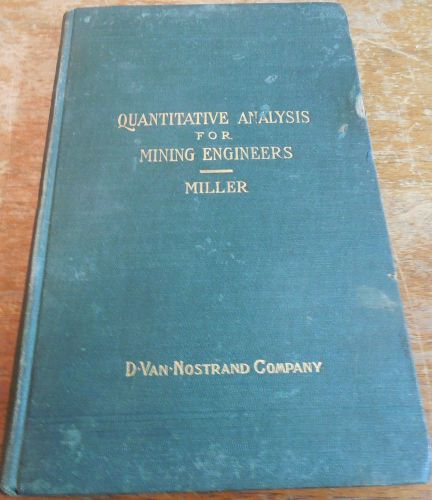 QUANTITATIVE ANALYSIS
FOR
MINING ENGINEERS
MILLER
D·VAN·NOSTRAND COMPANY